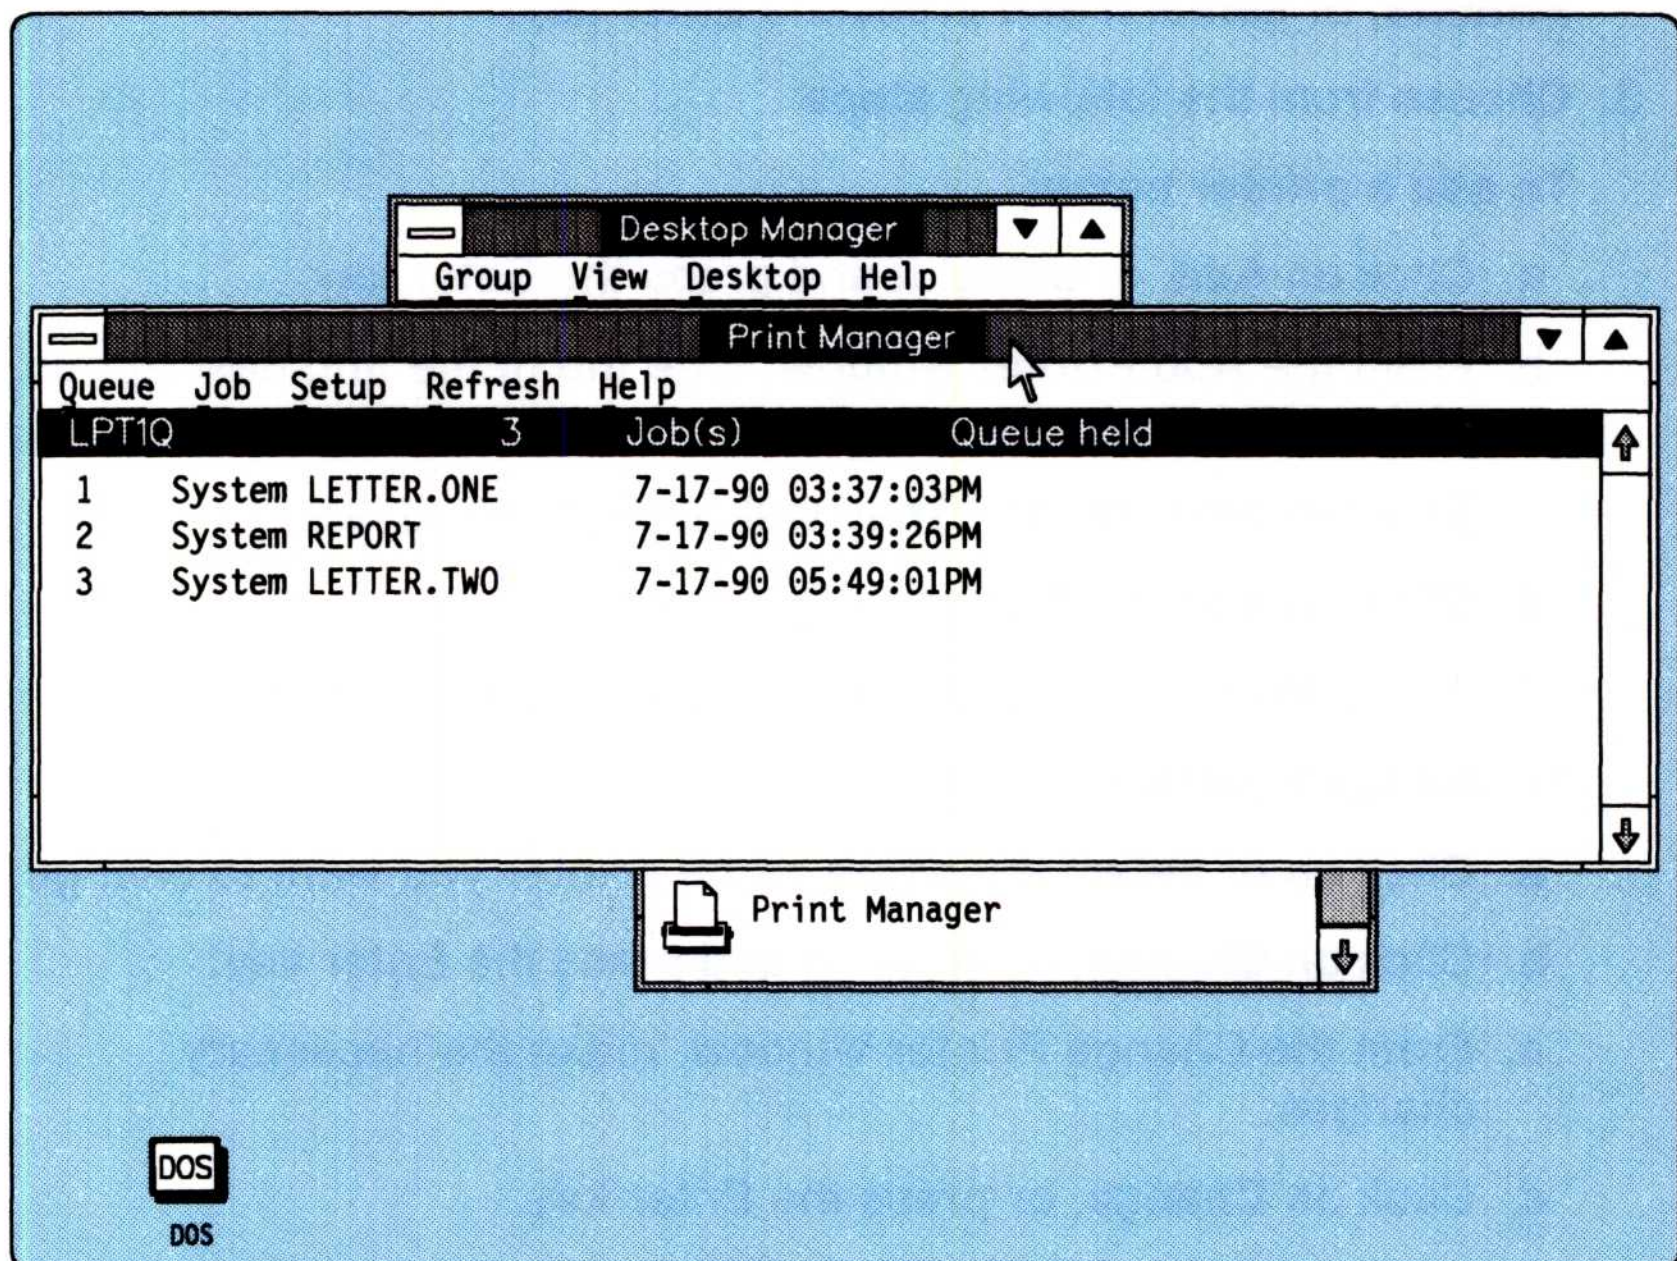 Desktop Manager
Group View Desktop Help
Print Manager
Queue Job Setup Refresh Help
LPT1Q 3 Job(s) Queue held
1 System LETTER.ONE 7-17-90 03:37:03PM
2 System REPORT 7-17-90 03:39:26PM
3 System LETTER.TWO 7-17-90 05:49:01PM
Print Manager
DOS
DOS